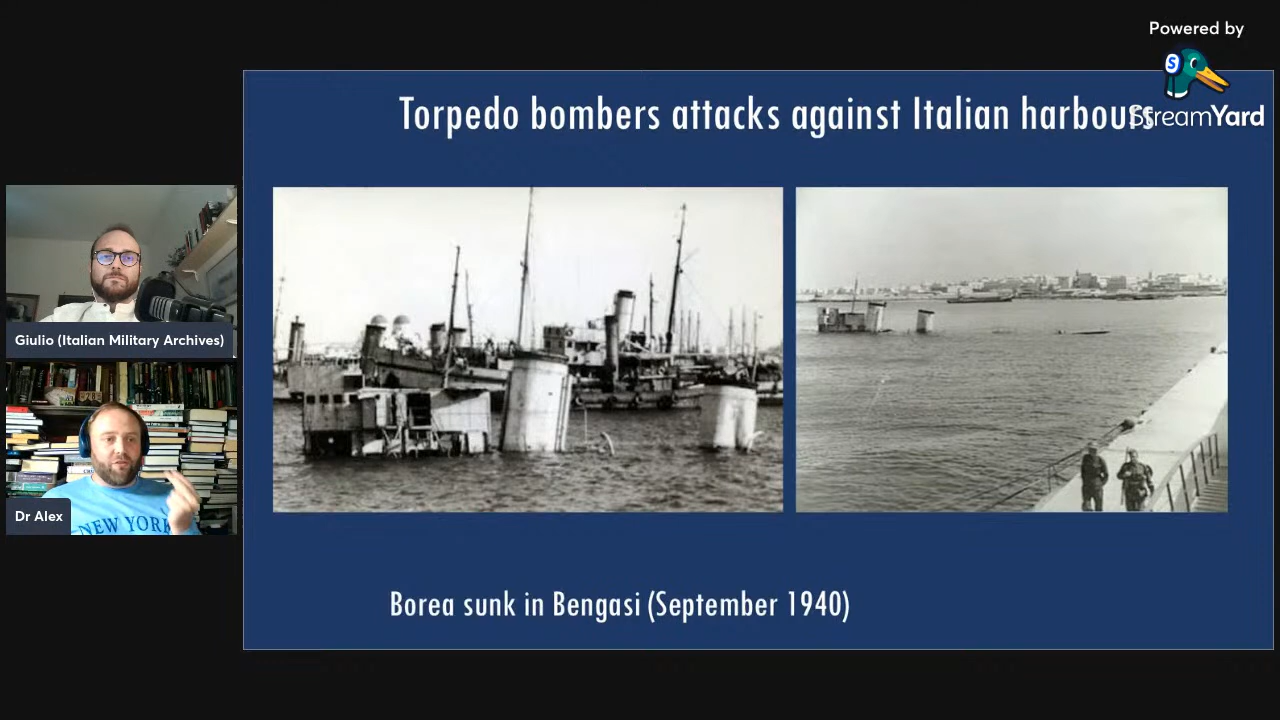 Powered by
StreamYard
Torpedo bombers attacks against Italian harbours
Giulio (Italian Military Archives)
Dr Alex
NEW YORK
Borea sunk in Bengasi (September 1940)